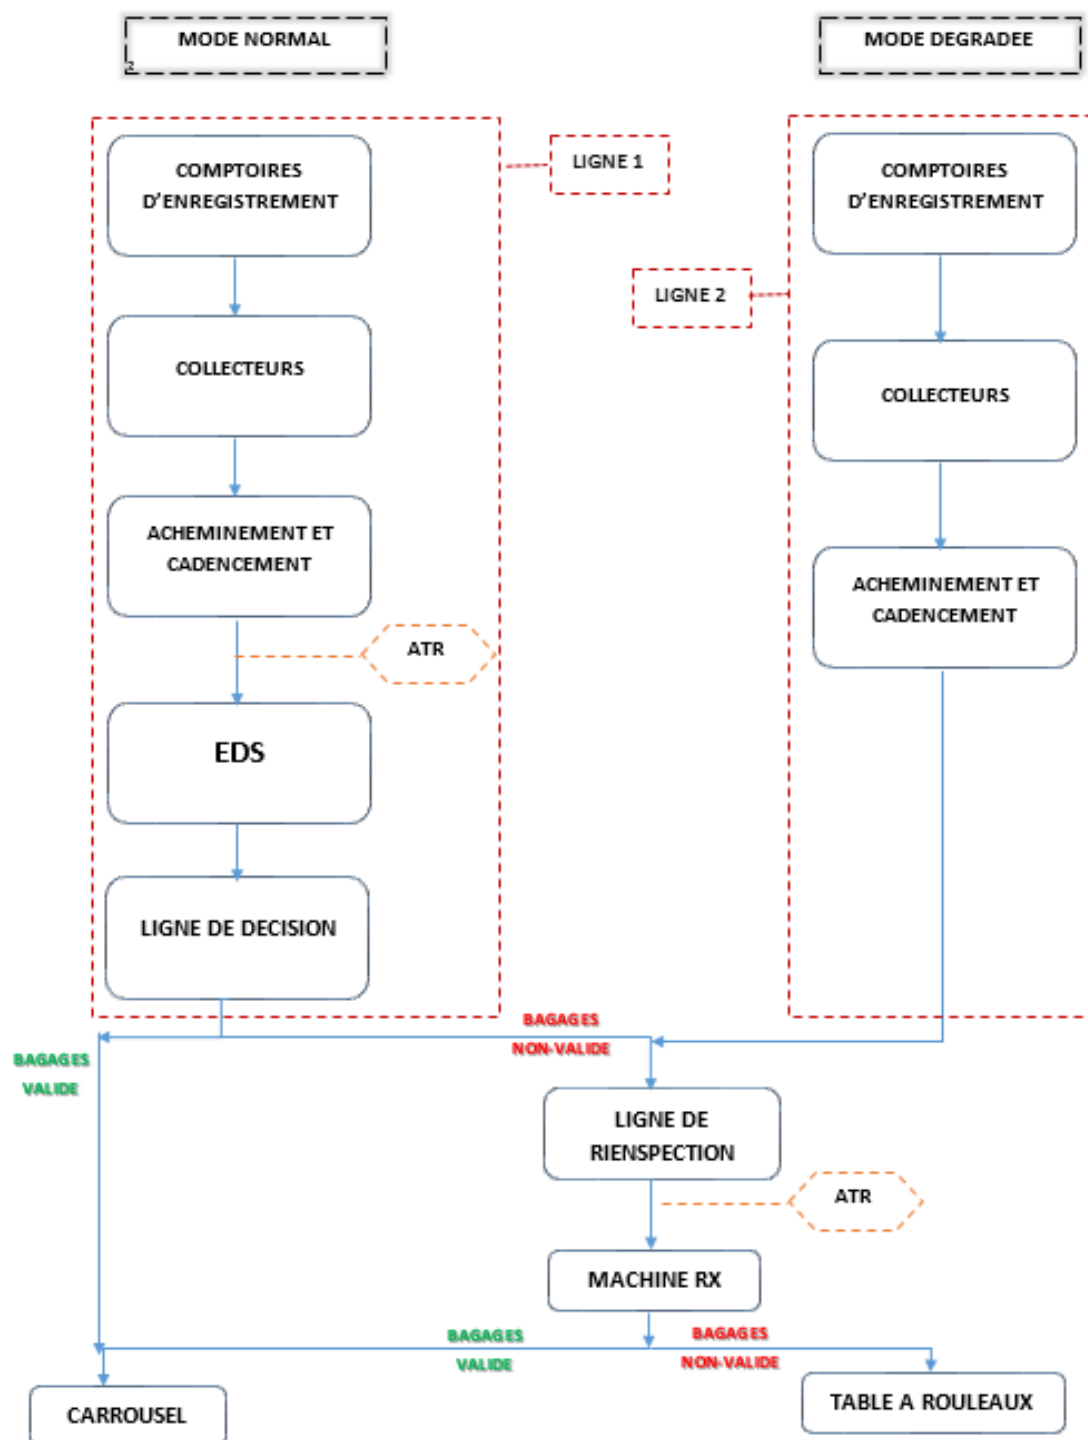 MODE NORMAL
2
MODE DEGRADEE
COMPTOIRES
D'ENREGISTREMENT
LIGNE 1
COMPTOIRES
D'ENREGISTREMENT
LIGNE 2
COLLECTEURS
COLLECTEURS
ACHEMINEMENT ET
CADENCEMENT
ACHEMINEMENT ET
CADENCEMENT
ATR
EDS
LIGNE DE DECISION
BAGAGES
NON-VALIDE
BAGAGES
VALIDE
LIGNE DE
RIENSPECTION
ATR
MACHINE RX
BAGAGES
VALIDE
BAGAGES
NON-VALIDE
CARROUSEL
TABLE A ROULEAUX